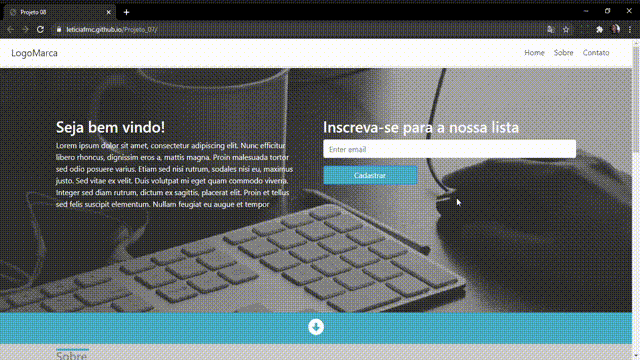 Projeto 08
leticiafmc.github.io/Projeto_07/
LogoMarca
Home Sobre Contato
Seja bem vindo!
Lorem ipsum dolor sit amet, consectetur adipiscing elit. Nunc efficitur
libero rhoncus, dignissim eros a, mattis magna. Proin malesuada tortor
sed odio posuere varius. Etiam sed nisi rutrum, sodales nisi eu, maximus
justo. Sed vitae ex velit. Duis volutpat mi eget quam commodo viverra.
Integer sed diam rutrum, dictum ex sagittis, placerat elit. Proin et tellus
sed felis suscipit elementum. Nullam feugiat eu augue et tempor
Inscreva-se para a nossa lista
Enter email
Cadastrar
Sobre